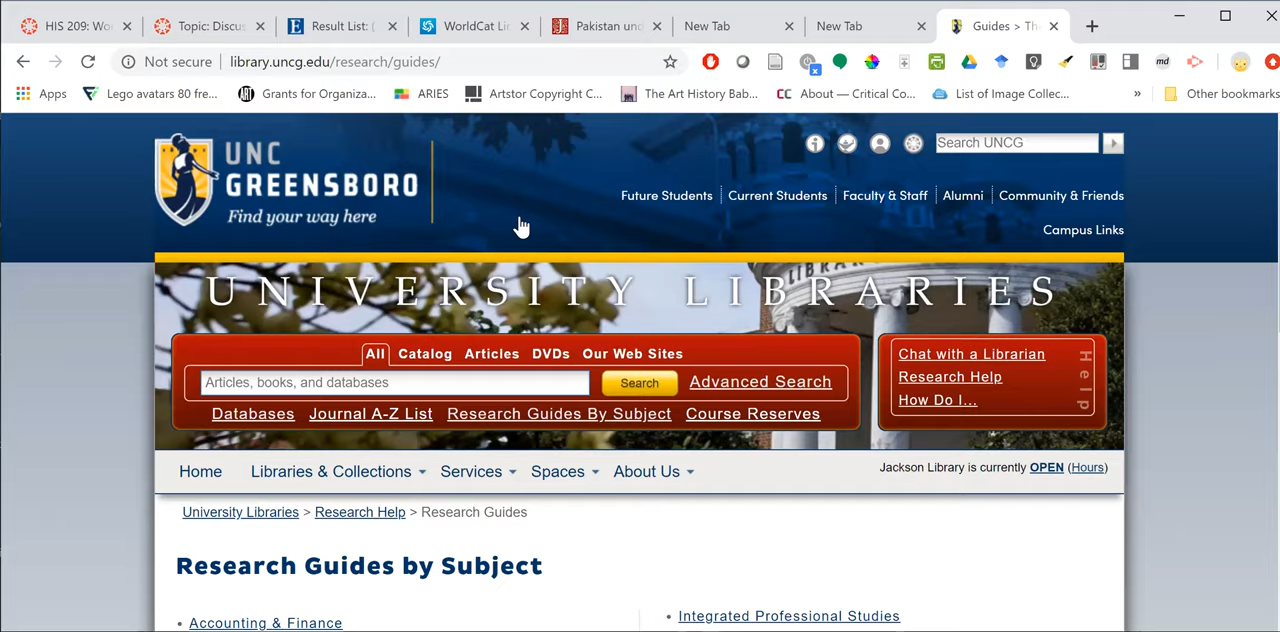 HIS 209: Wo
Topic: Discus
Result List: (
WorldCat Lin
Pakistan und
New Tab
New Tab
Guides > Th
Not secure | library.uncg.edu/research/guides/
md
Apps
Lego avatars 80 fre...
Grants for Organiza...
ARIES
Artstor Copyright C...
The Art History Bab...
CC About — Critical Co...
List of Image Collec...
» Other bookmarks
UNC
GREENSBORO
Find your way here
Search UNCG
Future Students
Current Students
Faculty & Staff
Alumni
Community & Friends
Campus Links
UNIVERSITY LIBRARIES
LIBRAR
All Catalog Articles DVDs Our Web Sites
Articles, books, and databases
Search
Advanced Search
Databases Journal A-Z List Research Guides By Subject Course Reserves
Chat with a Librarian
Research Help
How Do I...
Help
Home Libraries & Collections Services Spaces About Us
Jackson Library is currently OPEN (Hours)
University Libraries > Research Help > Research Guides
Research Guides by Subject
• Accounting & Finance
• Integrated Professional Studies